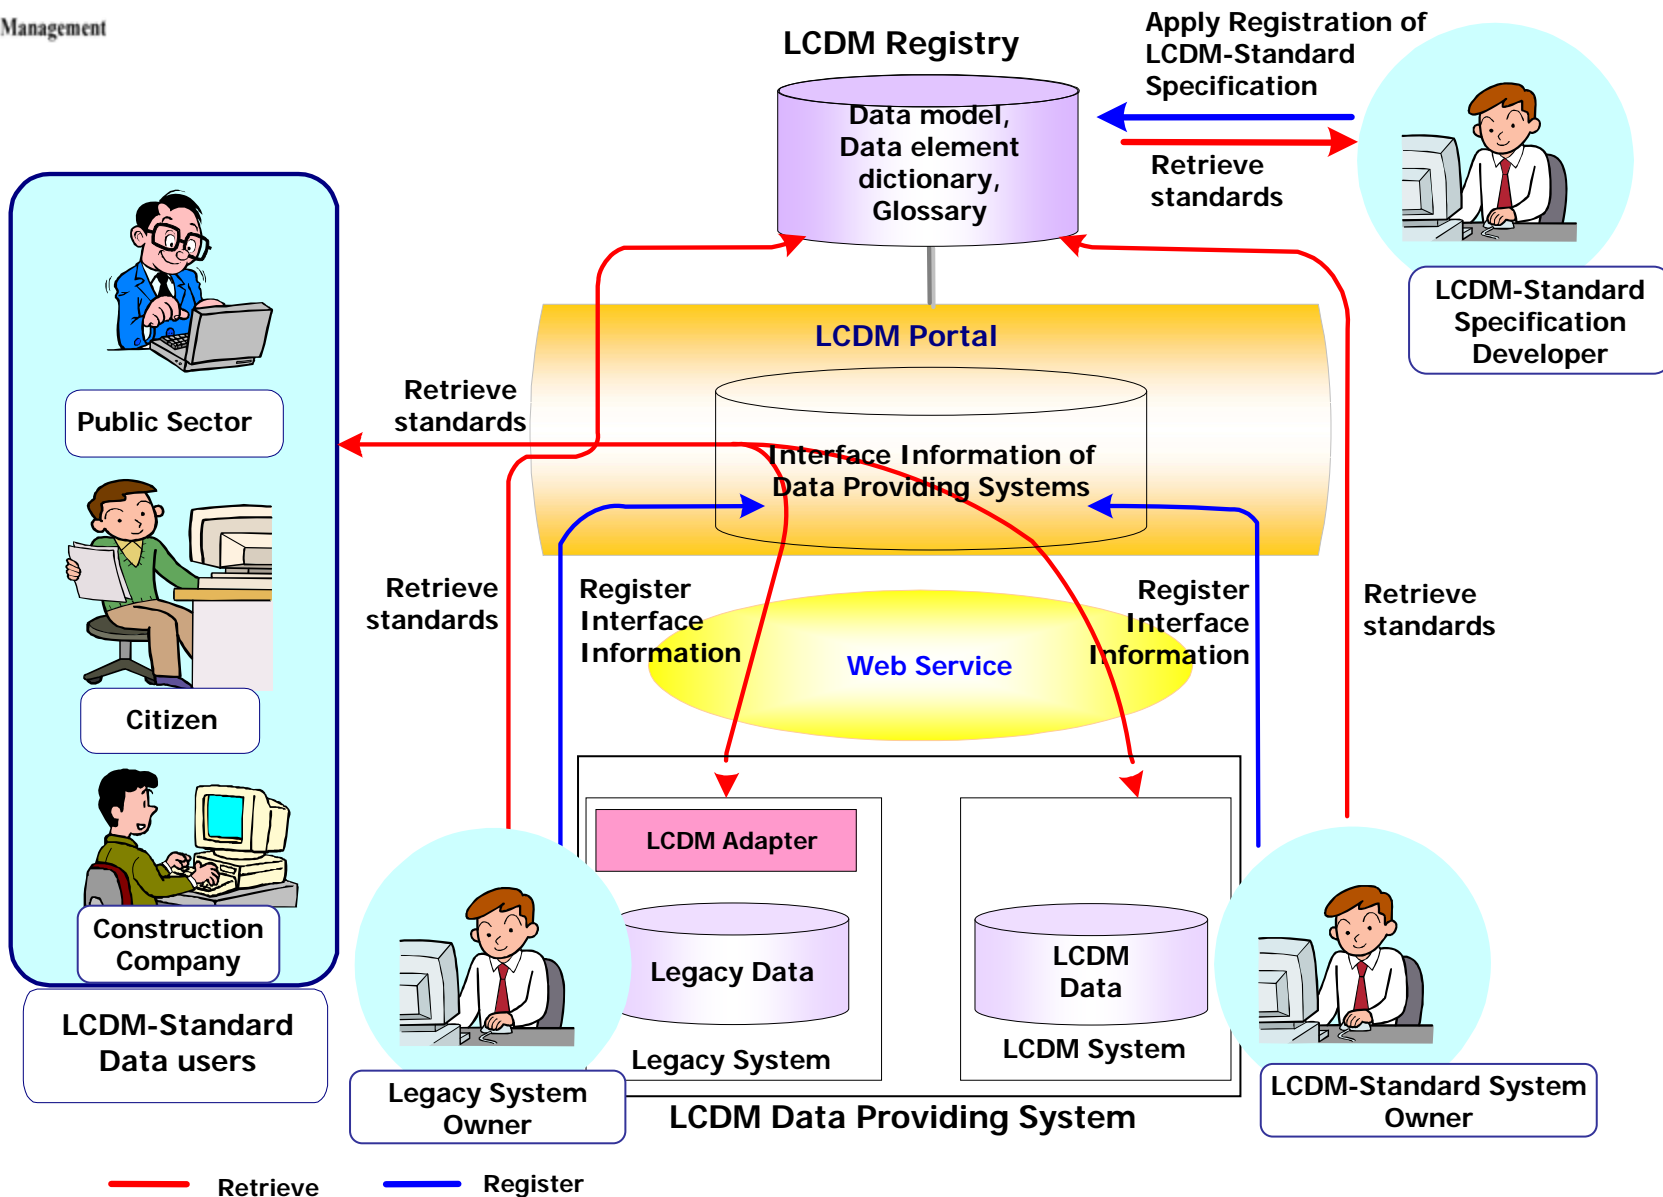 Management
LCDM Registry
Apply Registration of
LCDM-Standard
Specification
Data model,
Data element
dictionary,
Glossary
Retrieve
standards
LCDM-Standard
Specification
Developer
LCDM Portal
Public Sector
Retrieve
standards
Interface Information of
Data Providing Systems
Retrieve
standards
Register
Interface
Information
Web Service
Register
Interface
Information
Retrieve
standards
Citizen
LCDM Adapter
Construction
Company
Legacy Data
LCDM
Data
LCDM-Standard
Data users
Legacy System
LCDM System
Legacy System
Owner
LCDM Data Providing System
LCDM-Standard System
Owner
Retrieve
Register